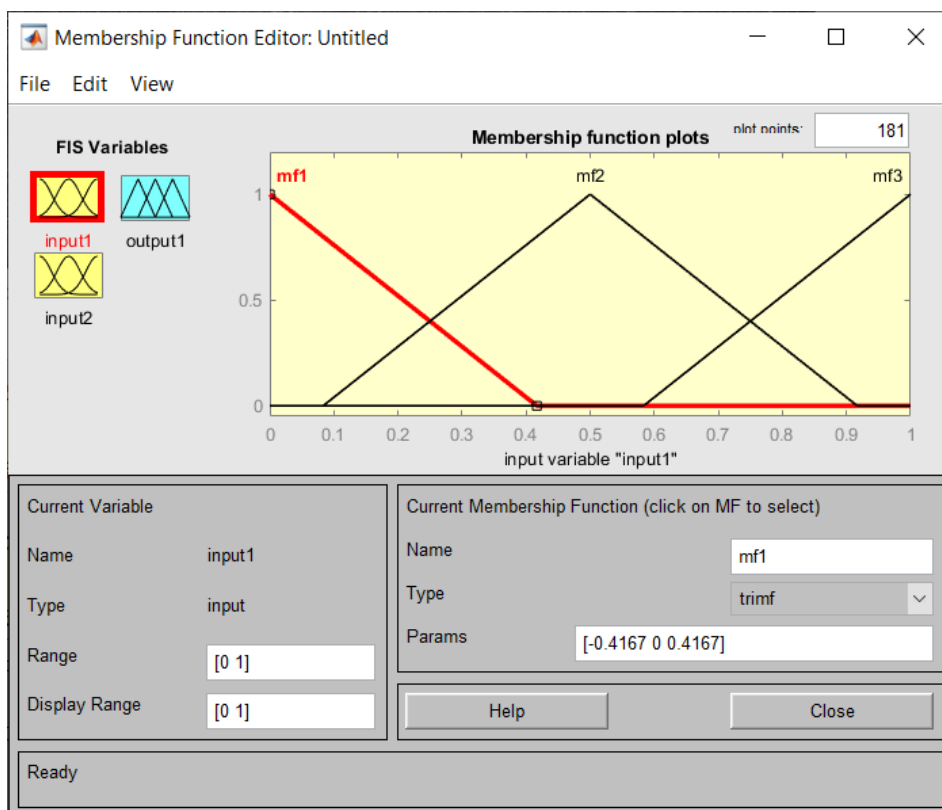 Membership Function Editor: Untitled
File Edit View
FIS Variables
input1
output1
input2
Membership function plots
plot points:
181
mf1
mf2
mf3
1
0.5
0
0 0.1 0.2 0.3 0.4 0.5 0.6 0.7 0.8 0.9 1
input variable "input1"
Current Variable
Name input1
Type input
Range [0 1]
Display Range [0 1]
Current Membership Function (click on MF to select)
Name mf1
Type trimf
Params [-0.4167 0 0.4167]
Help Close
Ready